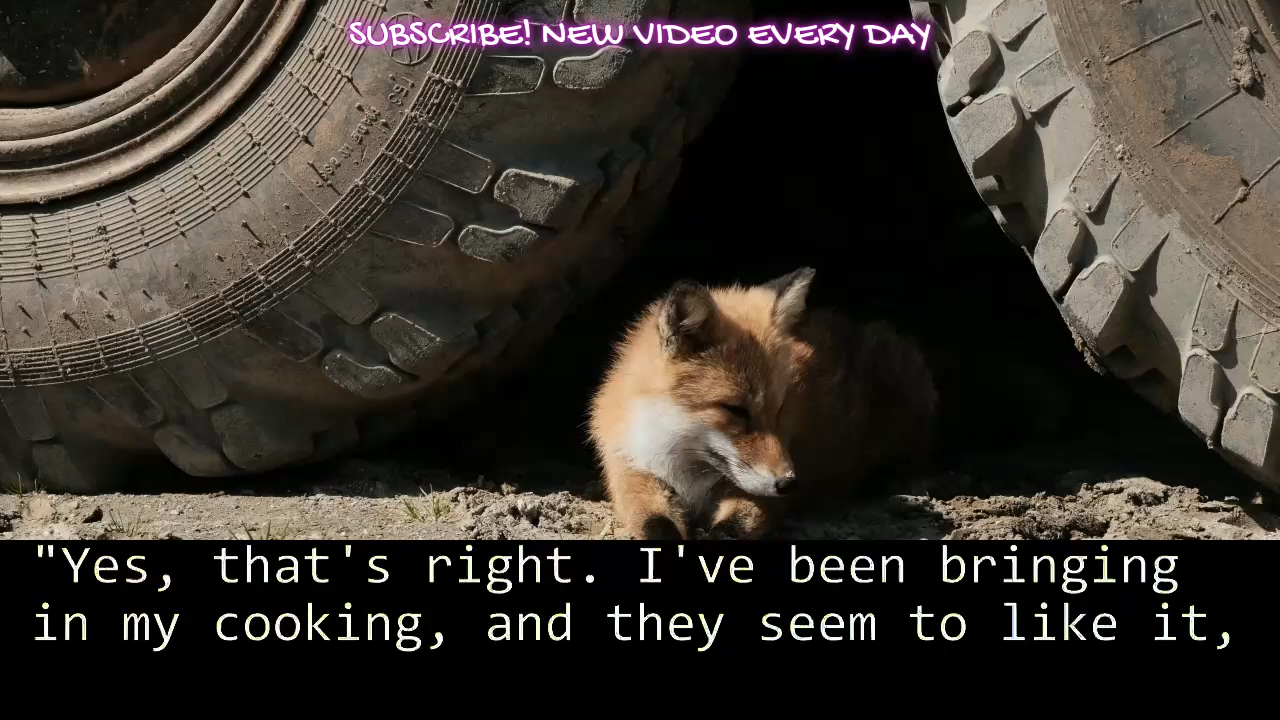 SUBSCRIBE! NEW VIDEO EVERY DAY
"Yes, that's right. I've been bringing
in my cooking, and they seem to like it,